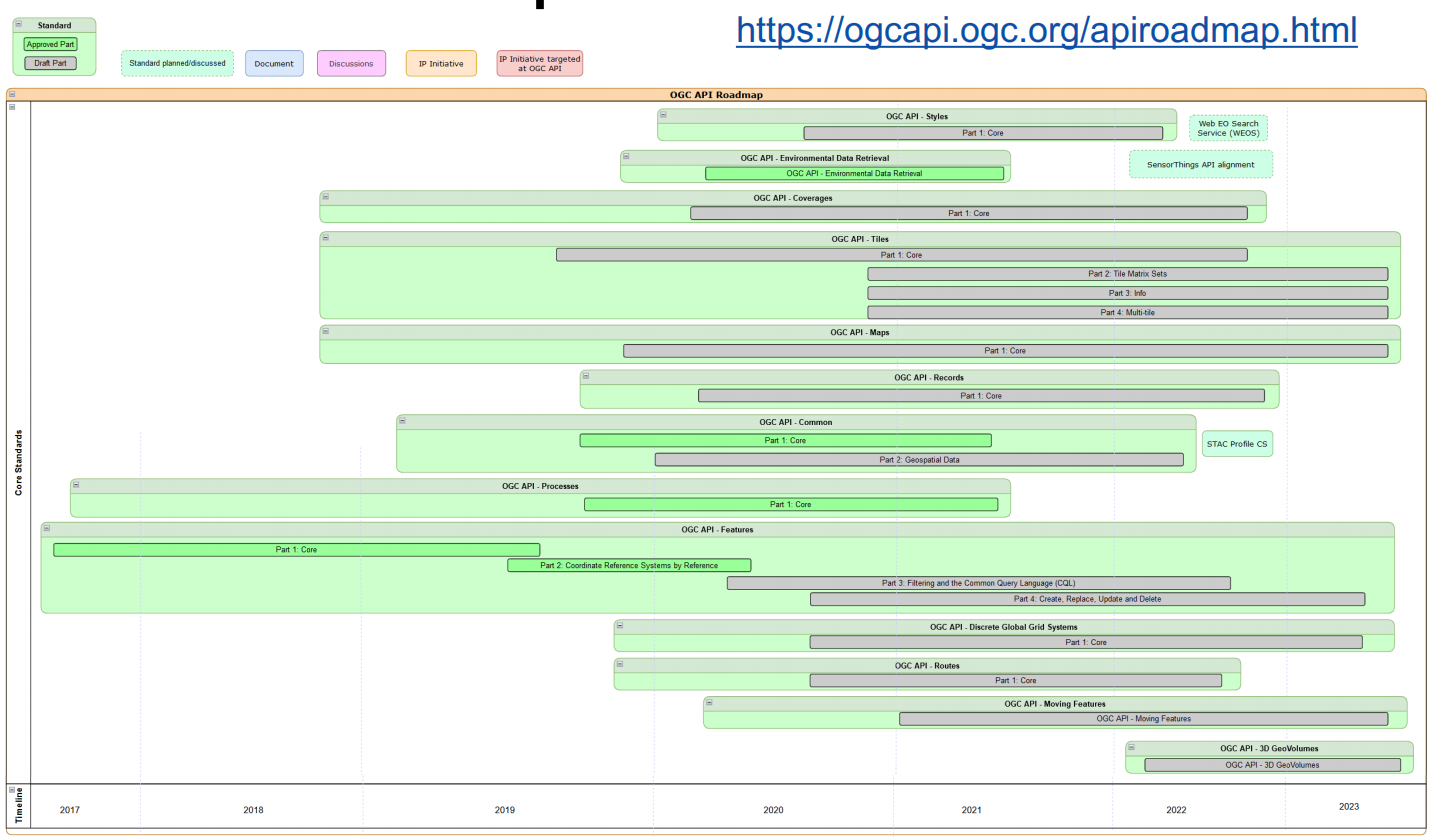 https://ogcapi.ogc.org/apiroadmap.html
Standard
Approved Part
Draft Part
Standard planned/discussed
Document
Discussions
IP Initiative
IP Initiative targeted
at OGC API
OGC API Roadmap
Core Standards
OGC API - Styles
Part 1: Core
Web EO Search
Service (WEOS)
OGC API - Environmental Data Retrieval
OGC API - Environmental Data Retrieval
SensorThings API alignment
OGC API - Coverages
Part 1: Core
OGC API - Tiles
Part 1: Core
Part 2: Tile Matrix Sets
Part 3: Info
Part 4: Multi-tile
OGC API - Maps
Part 1: Core
OGC API - Records
Part 1: Core
OGC API - Common
Part 1: Core
Part 2: Geospatial Data
STAC Profile CS
OGC API - Processes
Part 1: Core
OGC API - Features
Part 1: Core
Part 2: Coordinate Reference Systems by Reference
Part 3: Filtering and the Common Query Language (CQL)
Part 4: Create, Replace, Update and Delete
OGC API - Discrete Global Grid Systems
Part 1: Core
OGC API - Routes
Part 1: Core
OGC API - Moving Features
OGC API - Moving Features
OGC API - 3D GeoVolumes
OGC API - 3D GeoVolumes
Timeline
2017
2018
2019
2020
2021
2022
2023